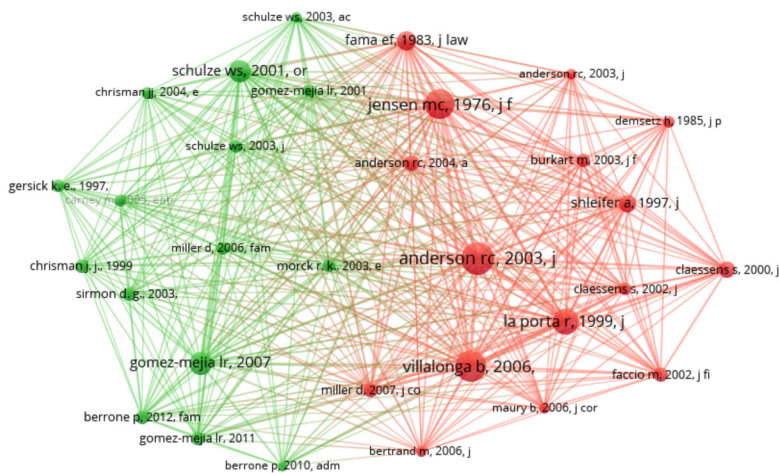 schulze ws, 2003, ac
fama ef, 1983, j law
schulze ws, 2001, or
anderson rc, 2003, j
chrisman jj, 2004, e
gomez-mejia lr, 2001
jensen mc, 1976, j f
demsetz h, 1985, j p
schulze ws, 2003, j
anderson rc, 2004, a
burkart m, 2003, j f
gersick k, e., 1997,
carney m, 2005, entr
shleifer a, 1997, j
miller d, 2006, fam
chrisman j. j., 1999
morck r, k., 2003, e
anderson rc, 2003, j
claessens s, 2000, j
sirmon d, g., 2003,
claessens s, 2002, j
la porta r, 1999, j
gomez-mejia lr, 2007
villalonga b, 2006,
faccio m, 2002, j fi
miller d, 2007, j co
maury b, 2006, j cor
berrone p, 2012, fam
gomez-mejia lr, 2011
bertrand m, 2006, j
berrone p, 2010, adm